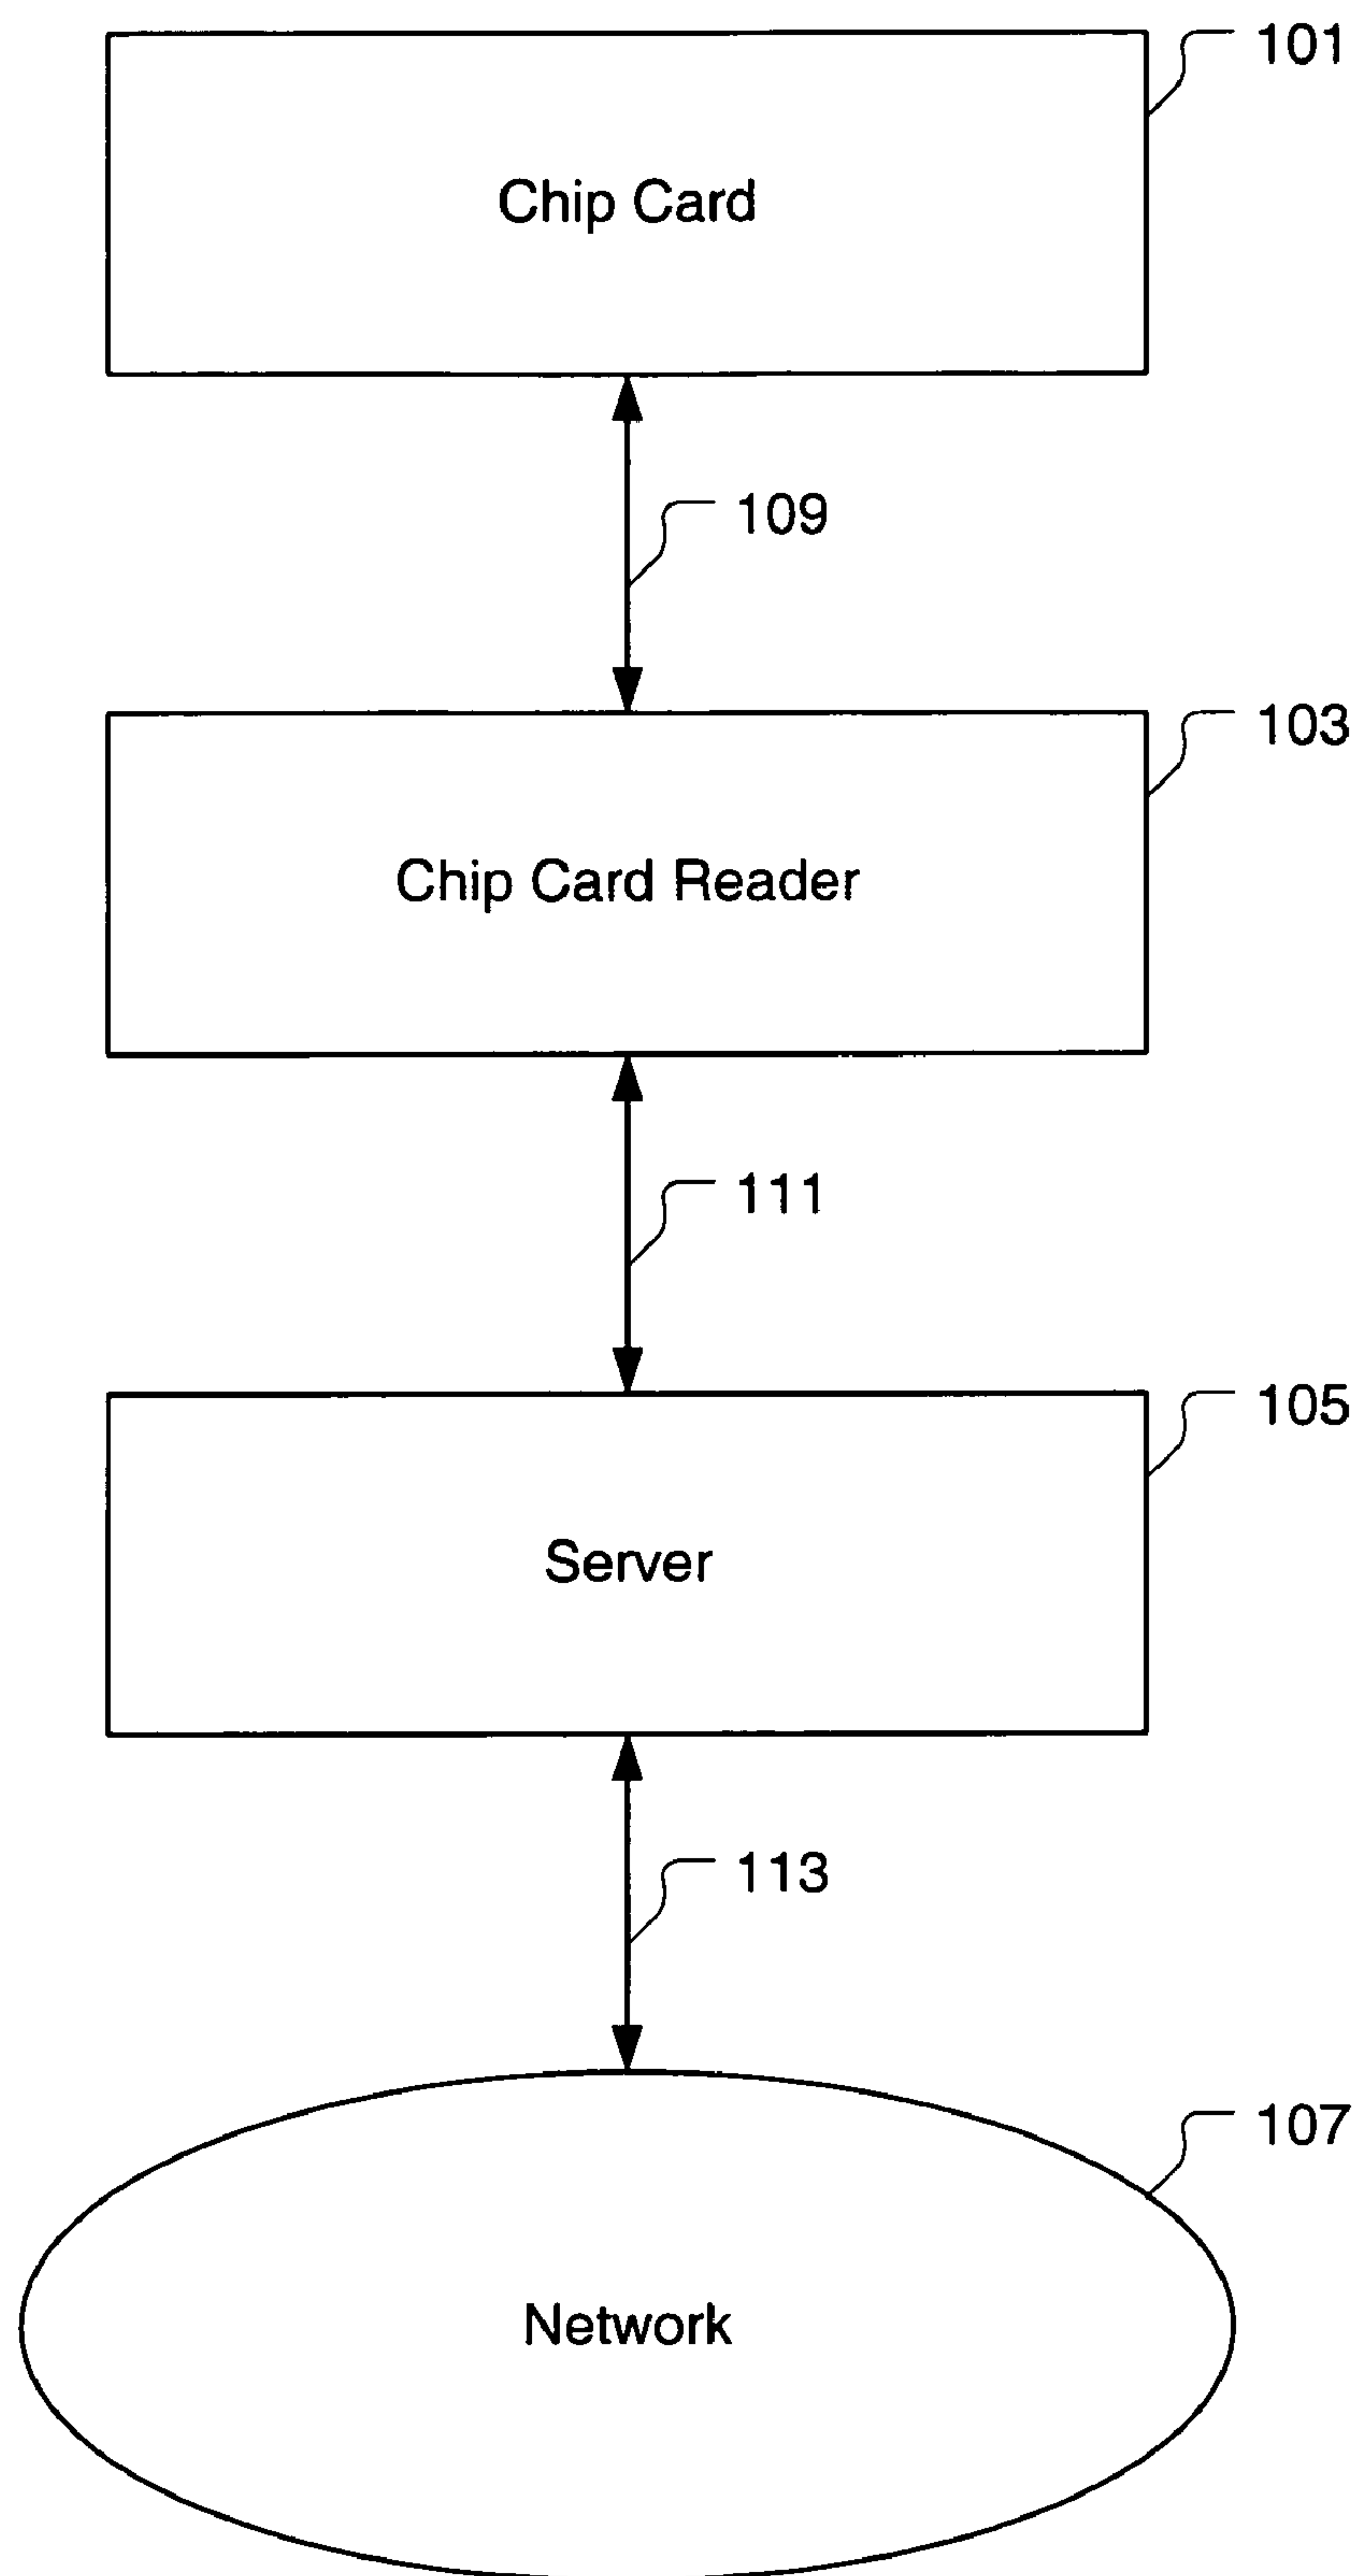 101
Chip Card
109
103
Chip Card Reader
111
105
Server
113
107
Network